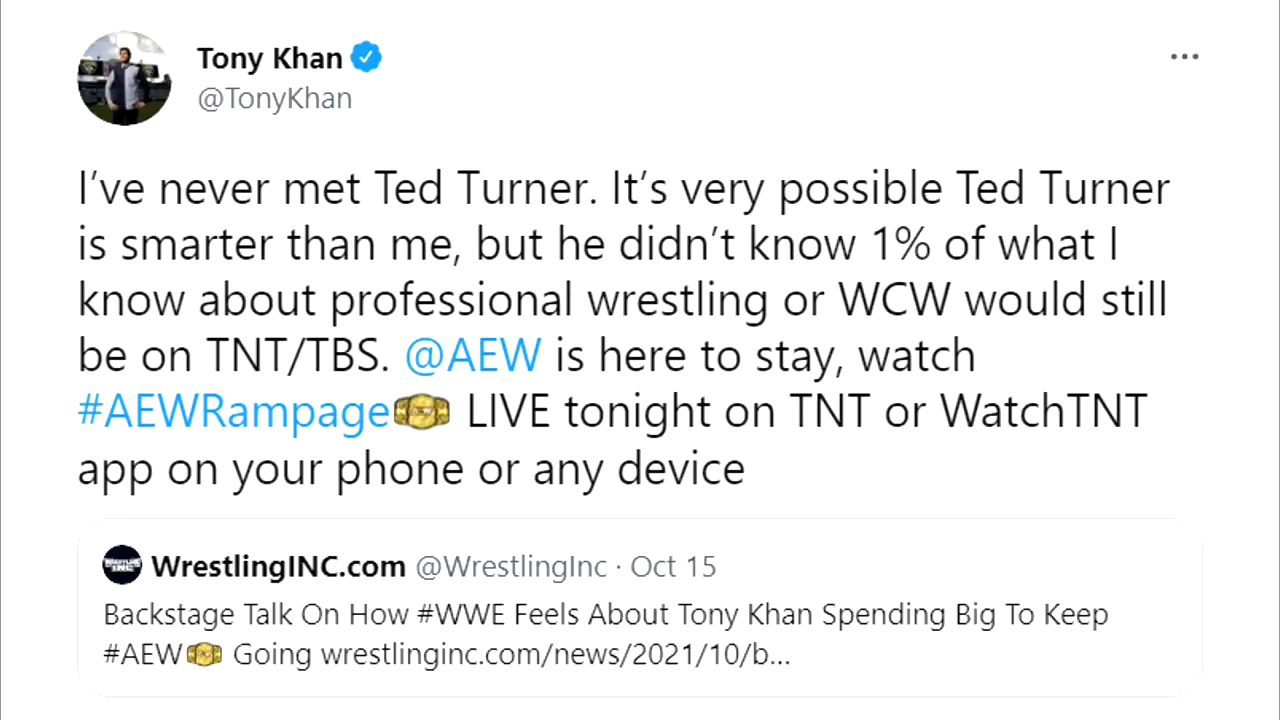 Tony Khan
@TonyKhan
I’ve never met Ted Turner. It’s very possible Ted Turner
is smarter than me, but he didn’t know 1% of what I
know about professional wrestling or WCW would still
be on TNT/TBS. @AEW is here to stay, watch
#AEWRampage LIVE tonight on TNT or WatchTNT
app on your phone or any device
WrestlingINC.com @WrestlingInc · Oct 15
Backstage Talk On How #WWE Feels About Tony Khan Spending Big To Keep
#AEW Going wrestlinginc.com/news/2021/10/b...